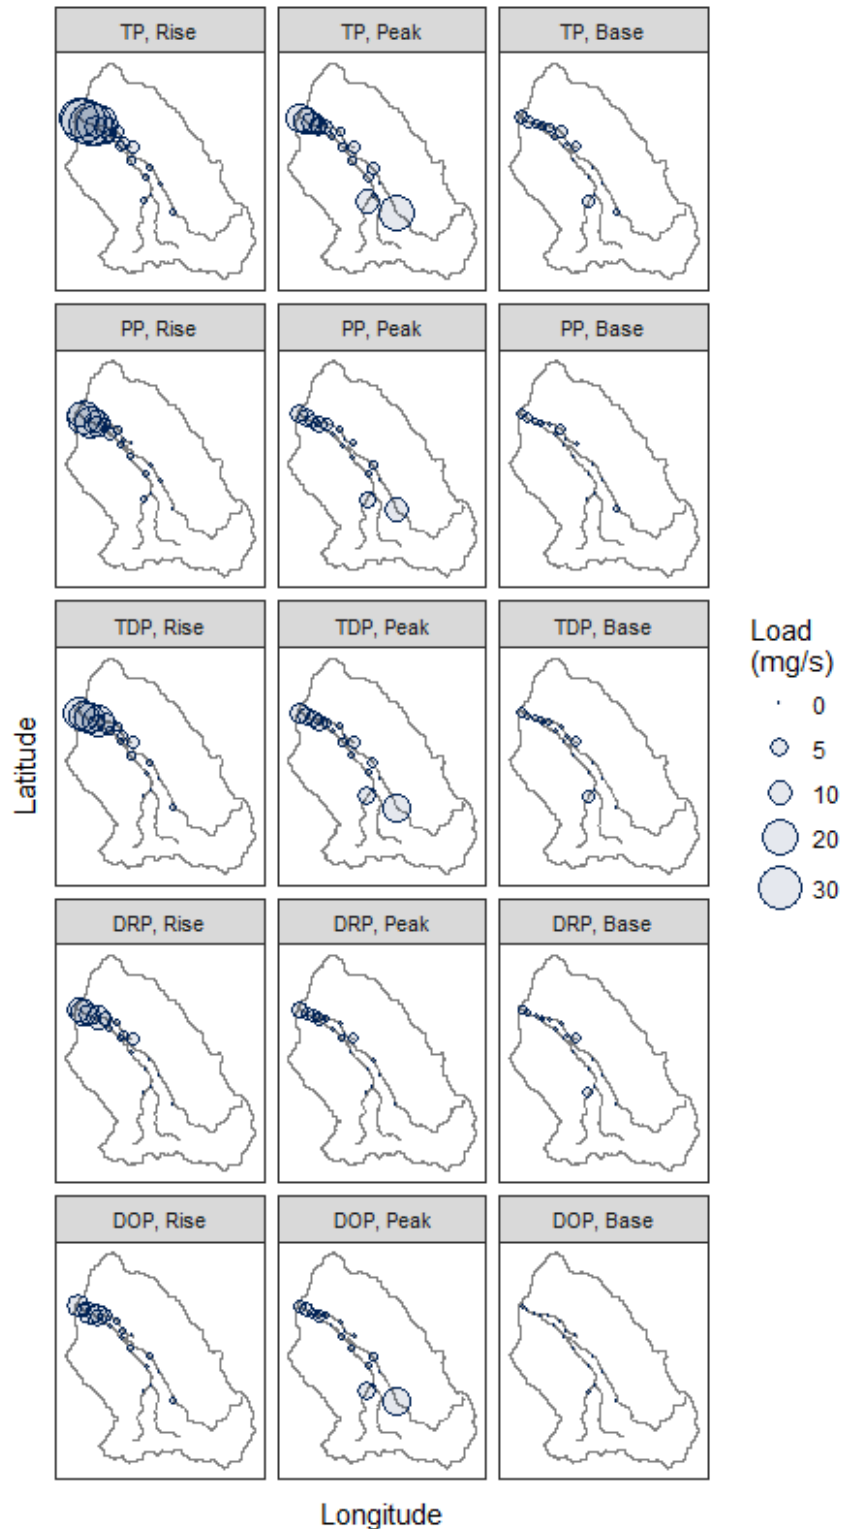 TP, Rise
TP, Peak
TP, Base
PP, Rise
PP, Peak
PP, Base
TDP, Rise
TDP, Peak
TDP, Base
DRP, Rise
DRP, Peak
DRP, Base
DOP, Rise
DOP, Peak
DOP, Base
Latitude
Longitude
Load
(mg/s)
0
5
10
20
30